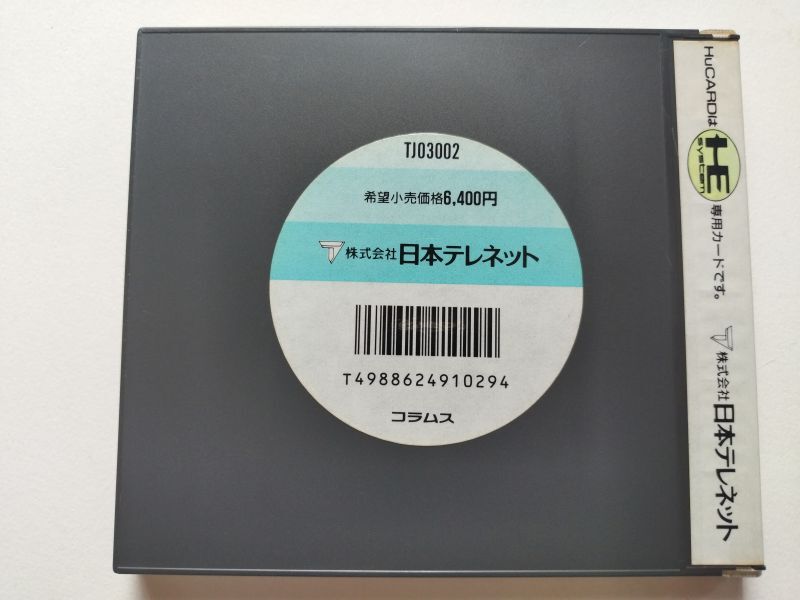 TJ03002
希望小売価格6,400円
株式会社 日本テレネット
T4988624910294
コラムス
HuCARDは HE system 専用カードです。
株式会社 日本テレネット